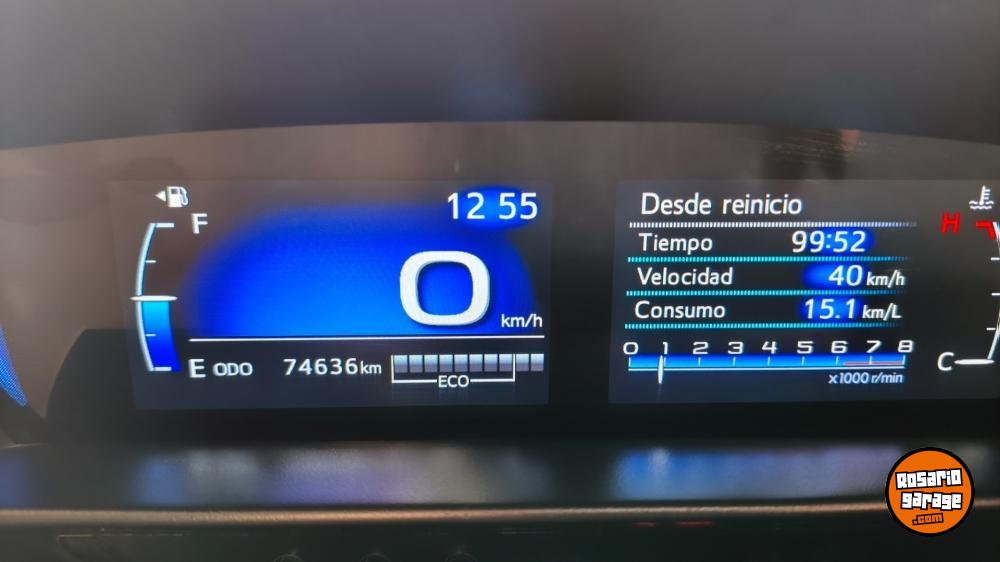 12 55
F
0
km/h
E ODO 74636 km
ECO
Desde reinicio
Tiempo 99:52
Velocidad 40 km/h
Consumo 15.1 km/L
0 1 2 3 4 5 6 7 8
x1000 r/min
H
C
ROSARIO
GARAGE
.COM